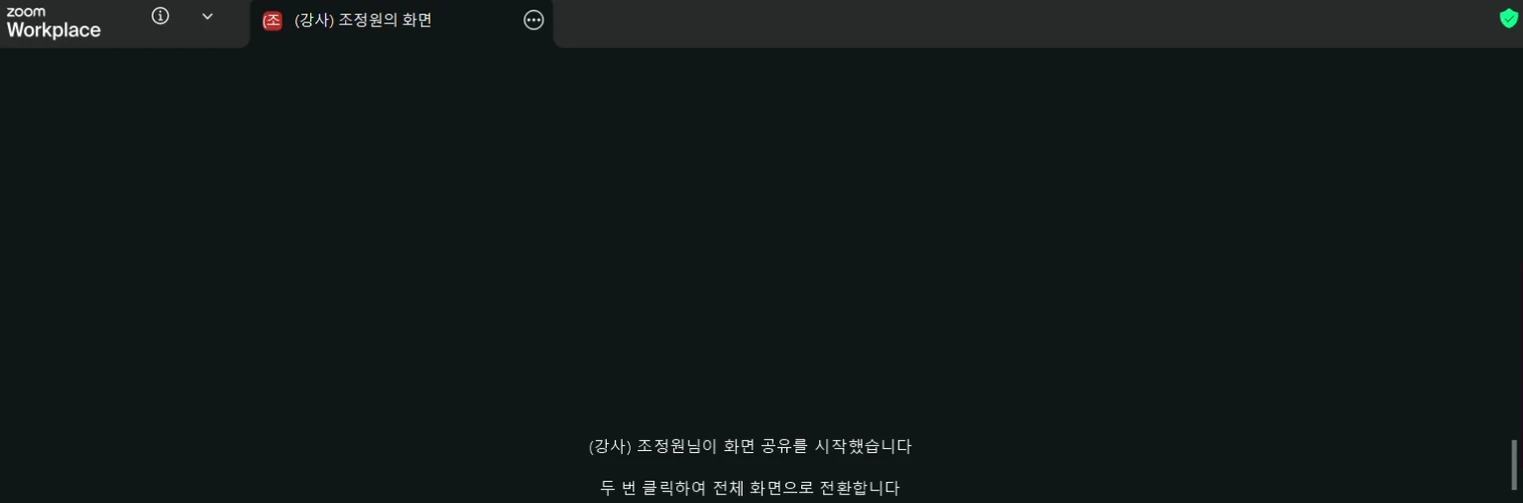 zoom
Workplace
(조 (강사) 조정원의 화면
(강사) 조정원님이 화면 공유를 시작했습니다
두 번 클릭하여 전체 화면으로 전환합니다